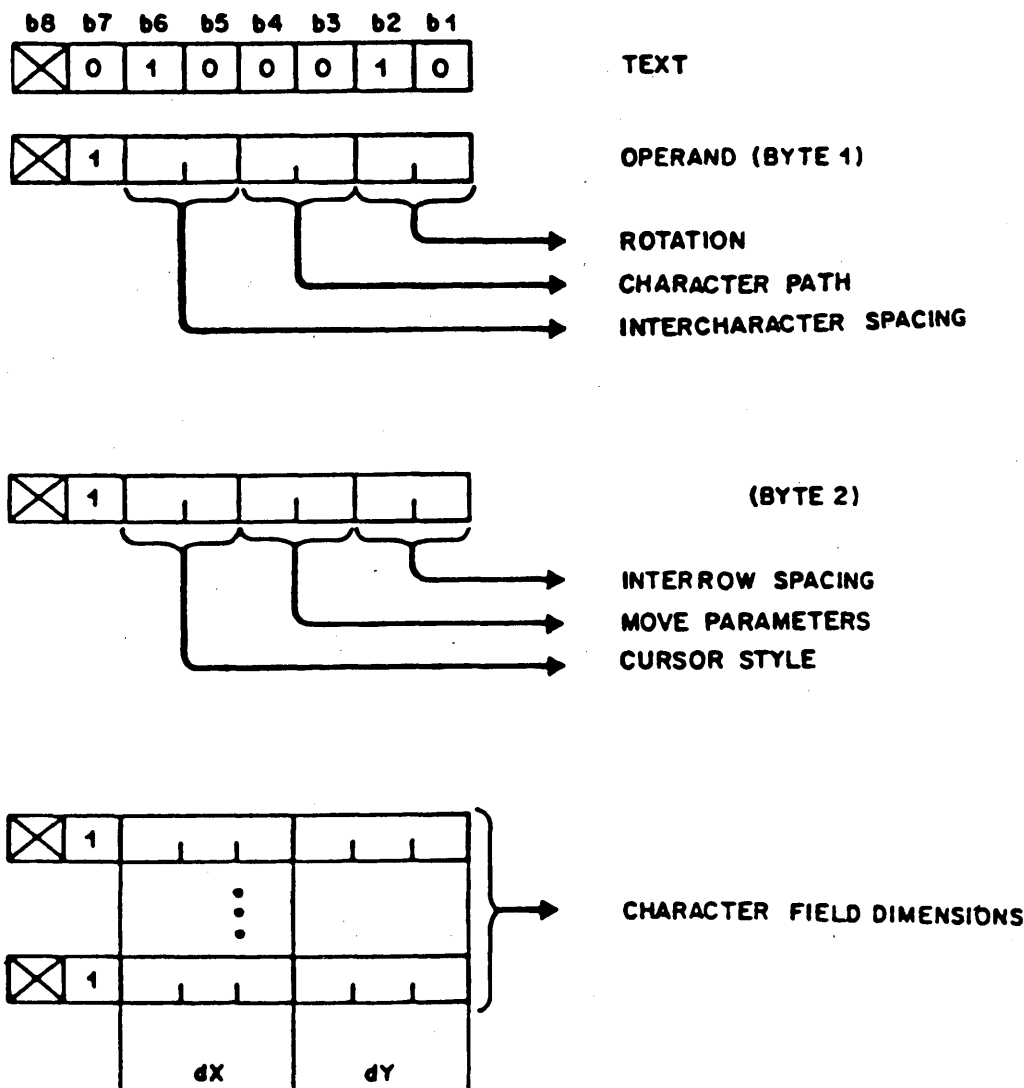 b8 b7 b6 b5 b4 b3 b2 b1
0 1 0 0 0 1 0 TEXT
1 OPERAND (BYTE 1)
ROTATION
CHARACTER PATH
INTERCHARACTER SPACING
1 (BYTE 2)
INTERROW SPACING
MOVE PARAMETERS
CURSOR STYLE
1
CHARACTER FIELD DIMENSIONS
1
dX dY